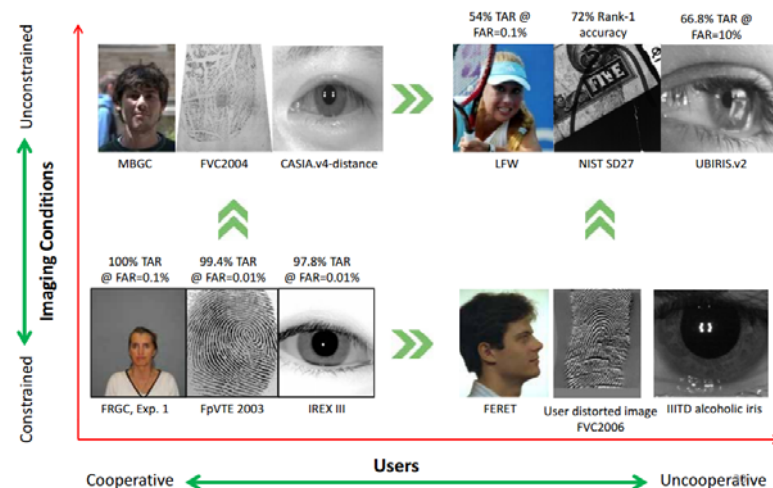 54% TAR @
FAR=0.1%
72% Rank-1
accuracy
66.8% TAR @
FAR=10%
Unconstrained
FIVE
MBGC
FVC2004
CASIA.v4-distance
LFW
NIST SD27
UBIRIS.v2
Imaging Conditions
100% TAR
@ FAR=0.1%
99.4% TAR
@ FAR=0.01%
97.8% TAR
@ FAR=0.01%
Constrained
FRGC, Exp. 1
FpVTE 2003
IREX III
FERET
User distorted image
FVC2006
IIITD alcoholic iris
Users
Cooperative
Uncooperative